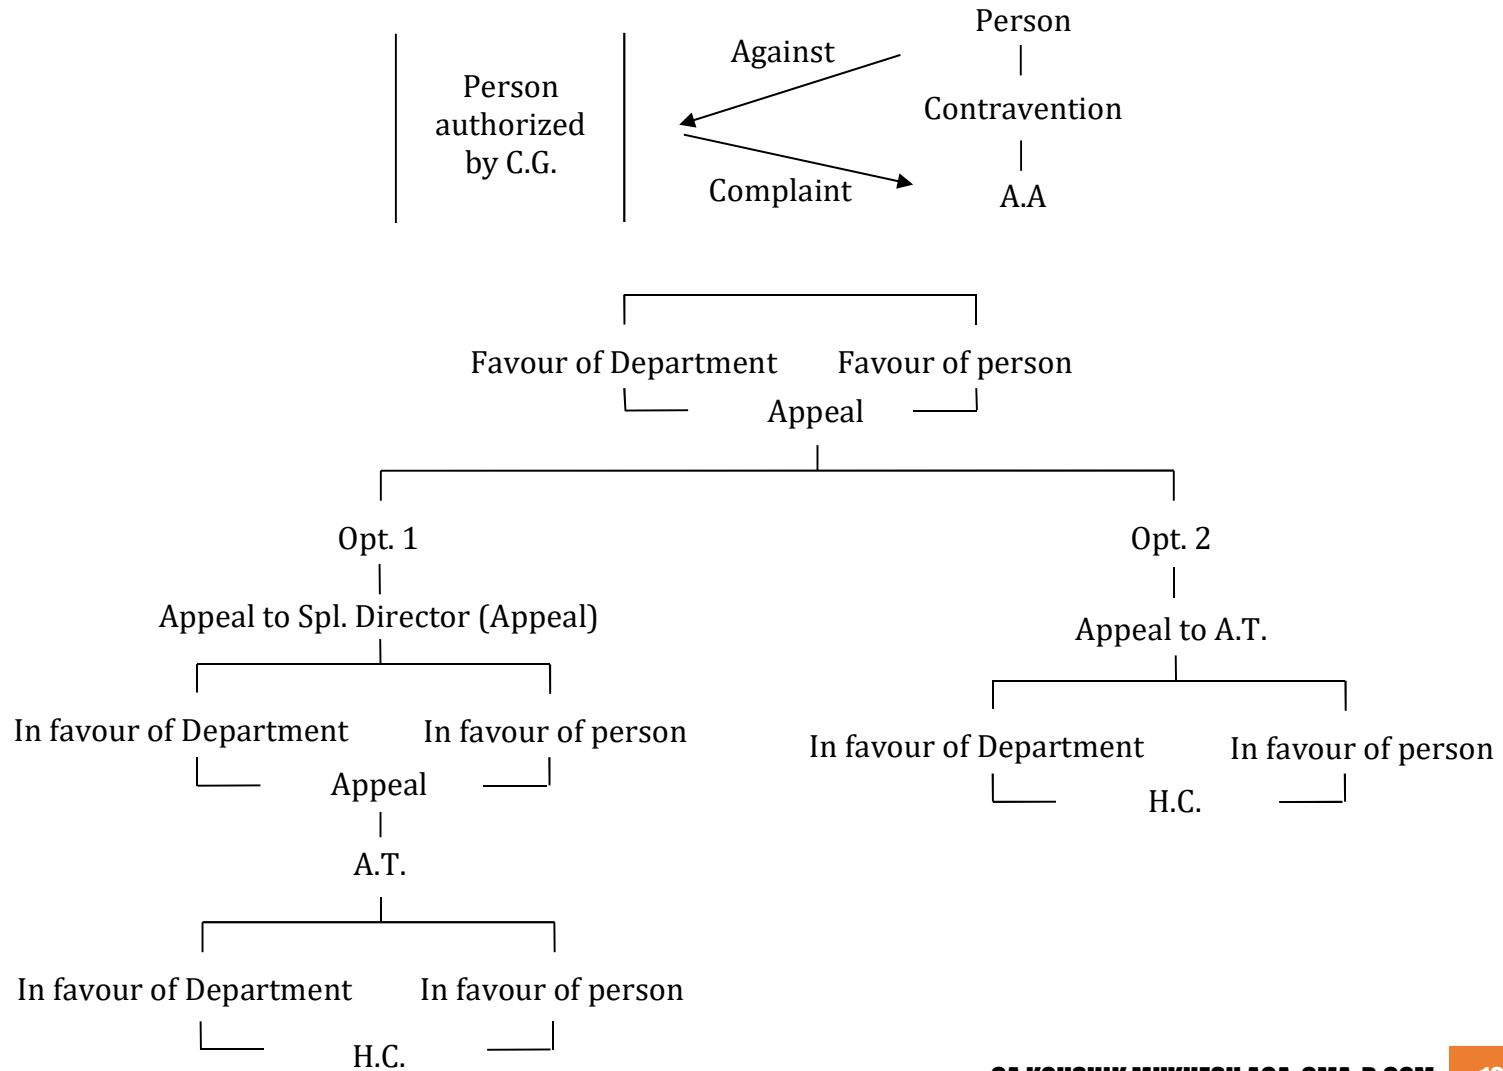 Person
Against
Person
authorized
by C.G.
Contravention
Complaint
A.A
Favour of Department Favour of person
Appeal
Opt. 1 Opt. 2
Appeal to Spl. Director (Appeal)
Appeal to A.T.
In favour of Department In favour of person
In favour of Department In favour of person
Appeal
H.C.
A.T.
In favour of Department In favour of person
H.C.